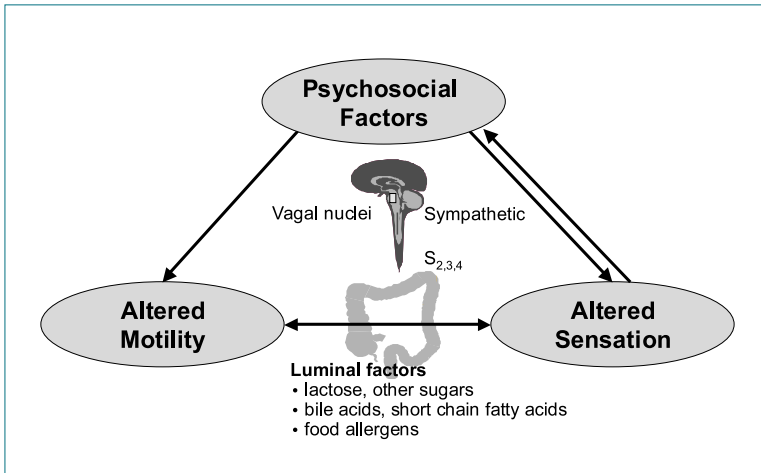 Psychosocial
Factors
Vagal nuclei
Sympathetic
S2,3,4
Altered
Motility
Altered
Sensation
Luminal factors
• lactose, other sugars
• bile acids, short chain fatty acids
• food allergens